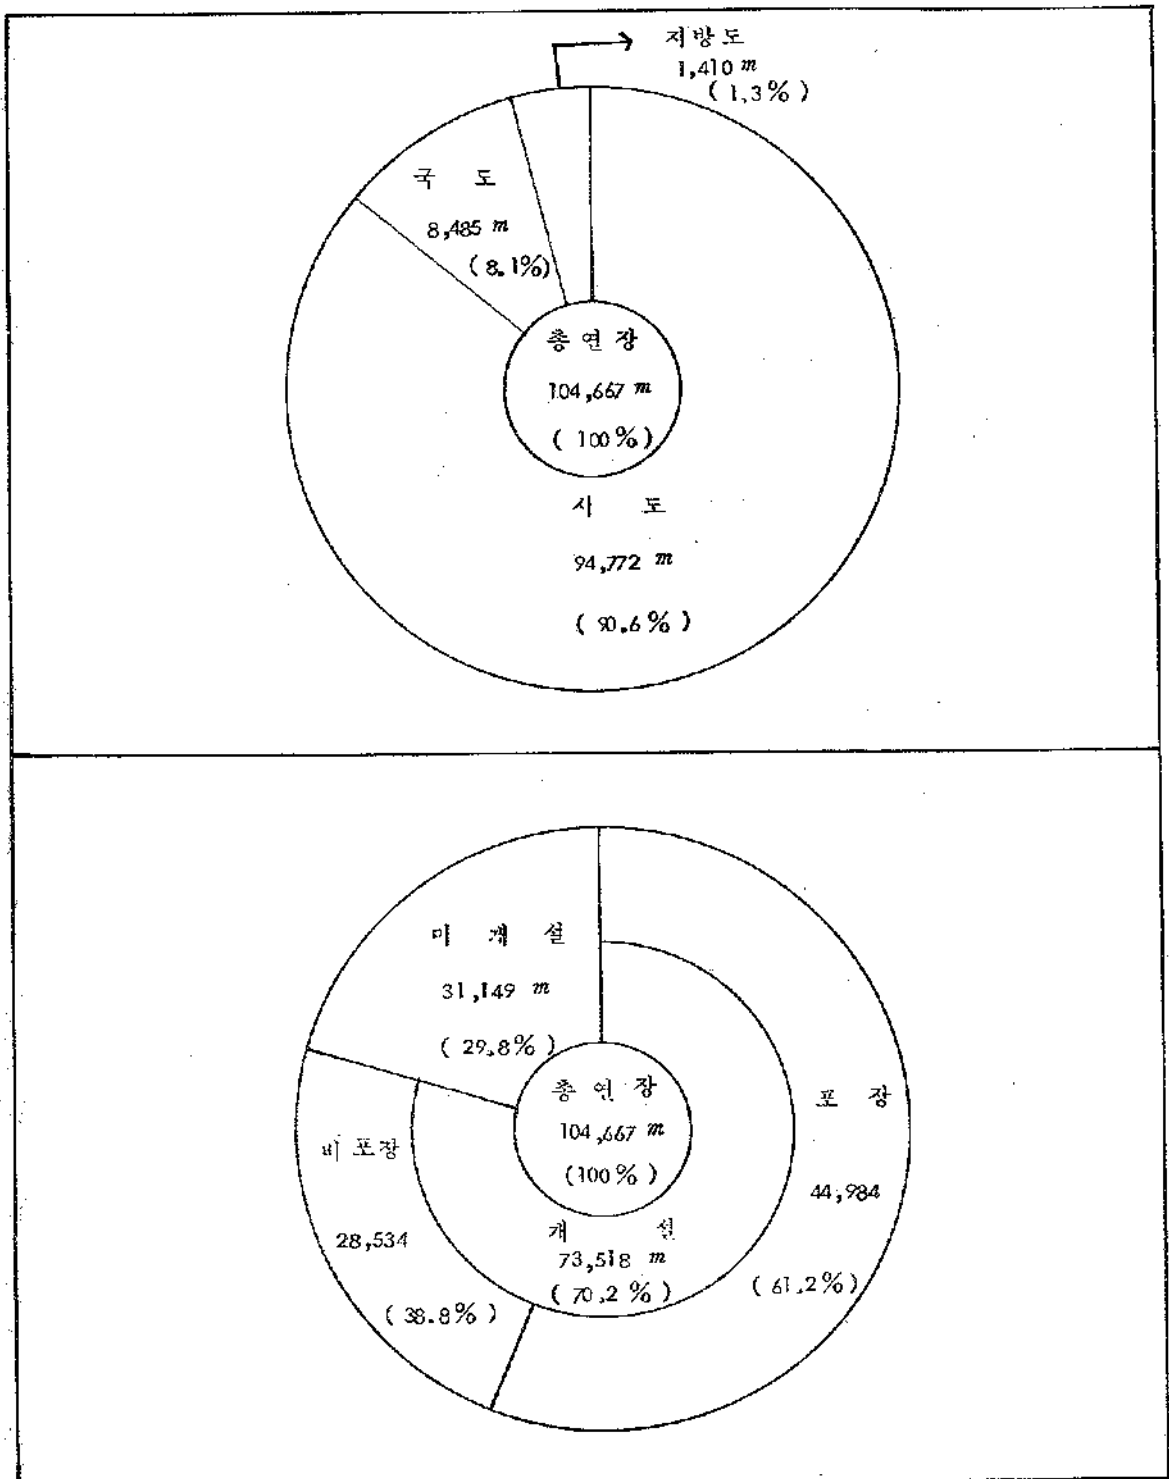 지방도
1,410 m
(1.3%)
국 도
8,485 m
(8.1%)
총연장
104,667 m
(100%)
사 도
94,772 m
(90.6%)
미 개 설
31,149 m
(29.8%)
총 연 장
104,667 m
(100%)
포 장
44,984
(61.2%)
비포장
28,534
(38.8%)
개 설
73,518 m
(70.2%)